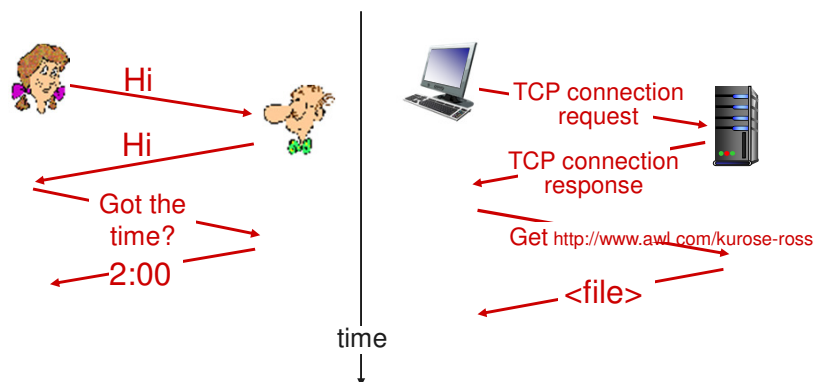 Hi
Hi
Got the
time?
2:00
time
TCP connection
request
TCP connection
response
Get http://www.awl.com/kurose-ross
<file>